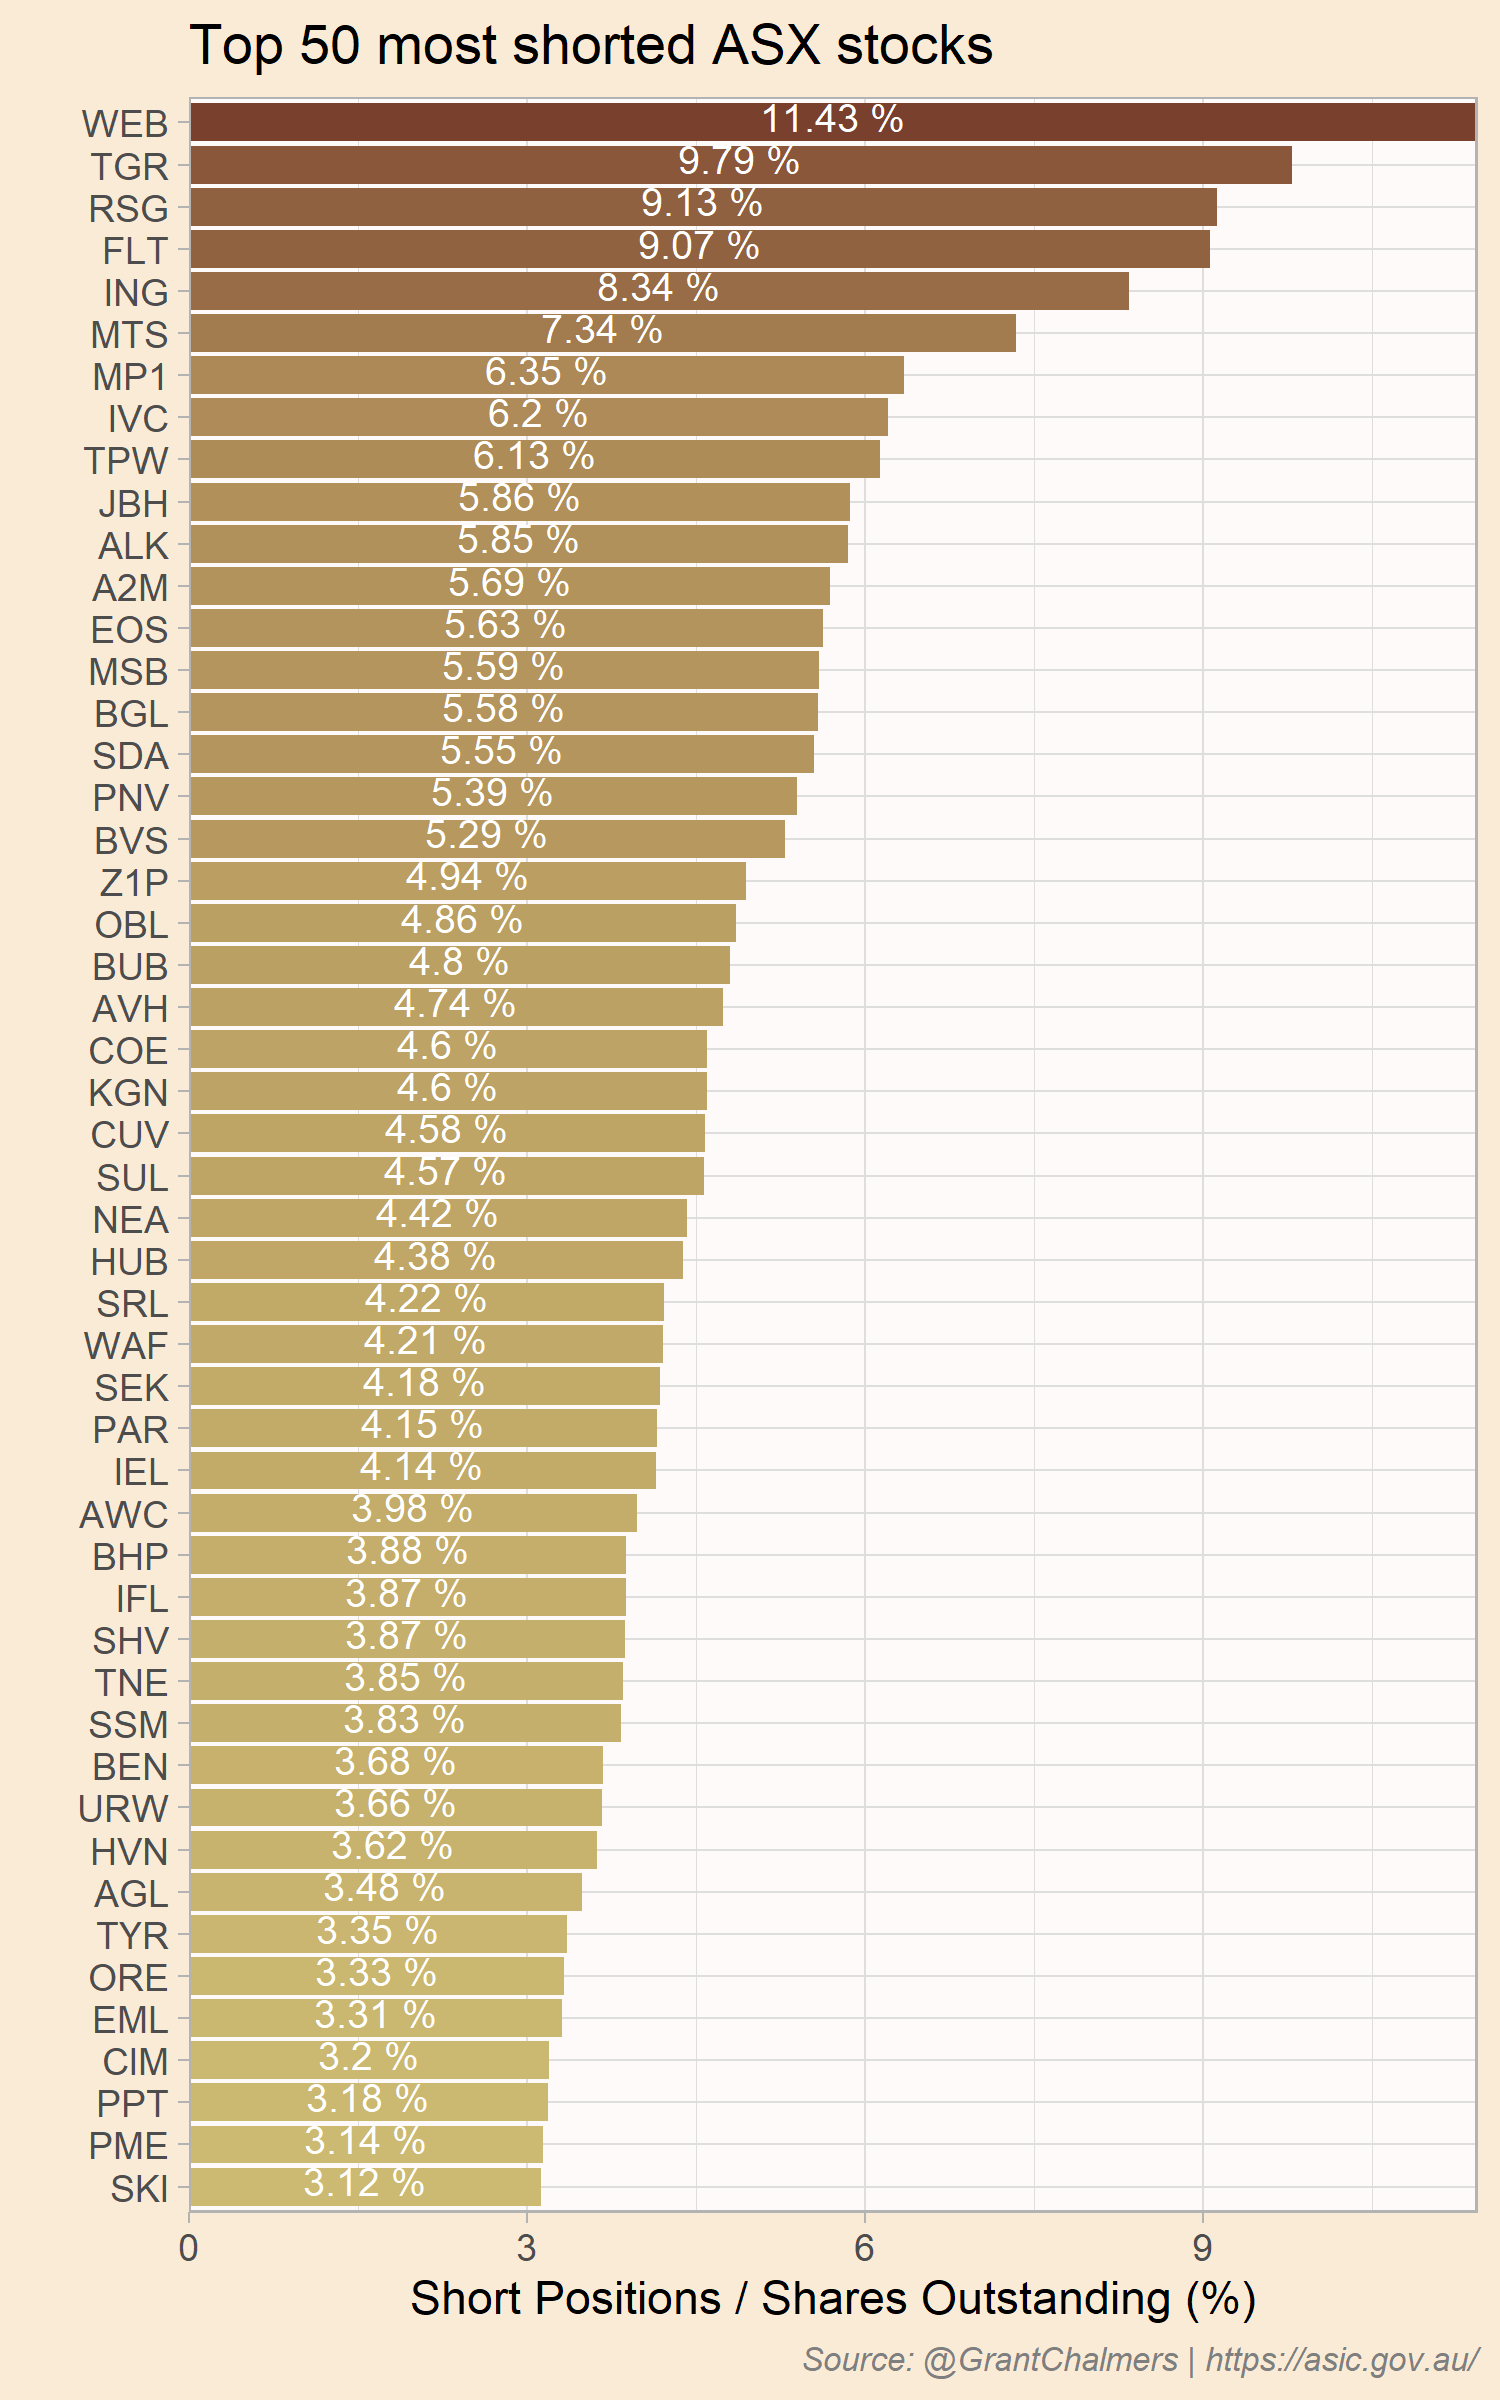 Top 50 most shorted ASX stocks
WEB 11.43 %
TGR 9.79 %
RSG 9.13 %
FLT 9.07 %
ING 8.34 %
MTS 7.34 %
MP1 6.35 %
IVC 6.2 %
TPW 6.13 %
JBH 5.86 %
ALK 5.85 %
A2M 5.69 %
EOS 5.63 %
MSB 5.59 %
BGL 5.58 %
SDA 5.55 %
PNV 5.39 %
BVS 5.29 %
Z1P 4.94 %
OBL 4.86 %
BUB 4.8 %
AVH 4.74 %
COE 4.6 %
KGN 4.6 %
CUV 4.58 %
SUL 4.57 %
NEA 4.42 %
HUB 4.38 %
SRL 4.22 %
WAF 4.21 %
SEK 4.18 %
PAR 4.15 %
IEL 4.14 %
AWC 3.98 %
BHP 3.88 %
IFL 3.87 %
SHV 3.87 %
TNE 3.85 %
SSM 3.83 %
BEN 3.68 %
URW 3.66 %
HVN 3.62 %
AGL 3.48 %
TYR 3.35 %
ORE 3.33 %
EML 3.31 %
CIM 3.2 %
PPT 3.18 %
PME 3.14 %
SKI 3.12 %
0 3 6 9
Short Positions / Shares Outstanding (%)
Source: @GrantChalmers | https://asic.gov.au/